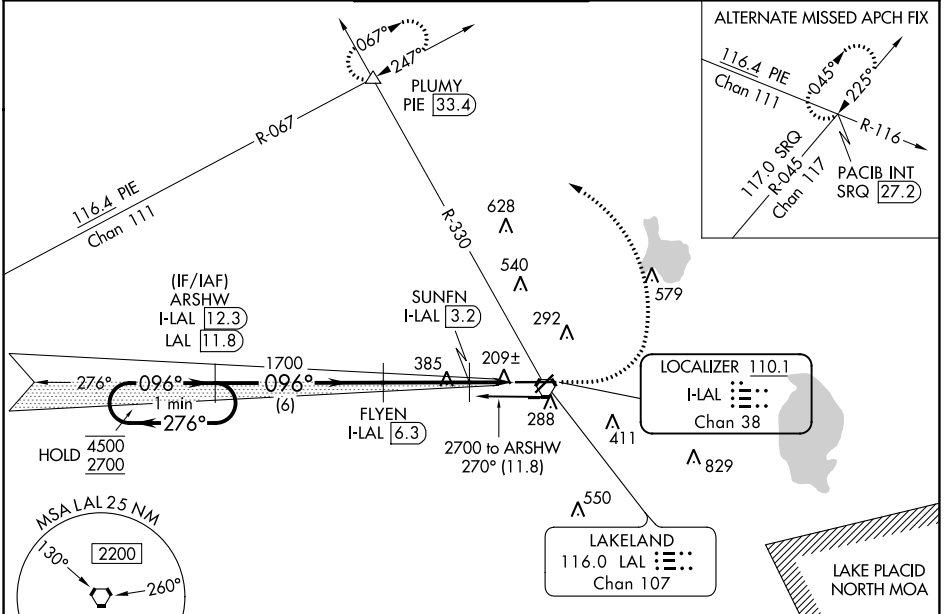 067°
247°
PLUMY
PIE 33.4
R-067
116.4 PIE
Chan 111
R-330
ALTERNATE MISSED APCH FIX
116.4 PIE
Chan 111
045°
225°
R-116
117.0 SRQ
R-045
Chan 117
PACIB INT
SRQ 27.2
628
540
579
292
(IF/IAF)
ARSHW
I-LAL 12.3
LAL 11.8
SUNFN
I-LAL 3.2
1700
385
209±
276°
096°
096°
1 min
(6)
276°
FLYEN
I-LAL 6.3
288
HOLD 4500
2700
2700 to ARSHW
270° (11.8)
LOCALIZER 110.1
I-LAL
Chan 38
411
829
550
LAKELAND
116.0 LAL
Chan 107
MSA LAL 25 NM
130°
2200
260°
LAKE PLACID
NORTH MOA